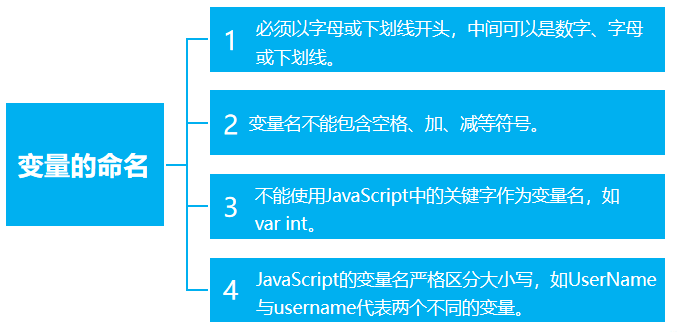 变量的命名
1
必须以字母或下划线开头，中间可以是数字、字母
或下划线。
2 变量名不能包含空格、加、减等符号。
3
不能使用JavaScript中的关键字作为变量名，如
var int。
4
JavaScript的变量名严格区分大小写，如UserName
与username代表两个不同的变量。